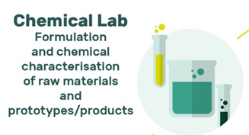 Chemical Lab
Formulation
and chemical
characterisation
of raw materials
and
prototypes/products